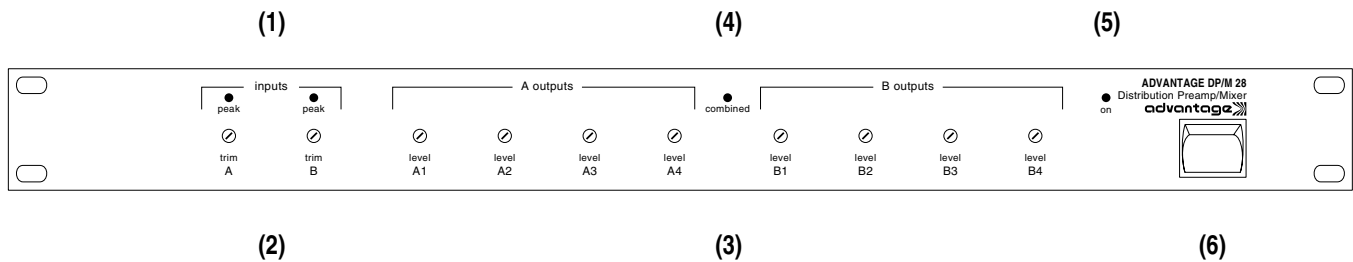 (1) (4) (5)
inputs A outputs B outputs ADVANTAGE DP/M 28
peak peak combined on Distribution Preamp/Mixer
advantage
trim trim level level level level level level level level
A B A1 A2 A3 A4 B1 B2 B3 B4
(2) (3) (6)